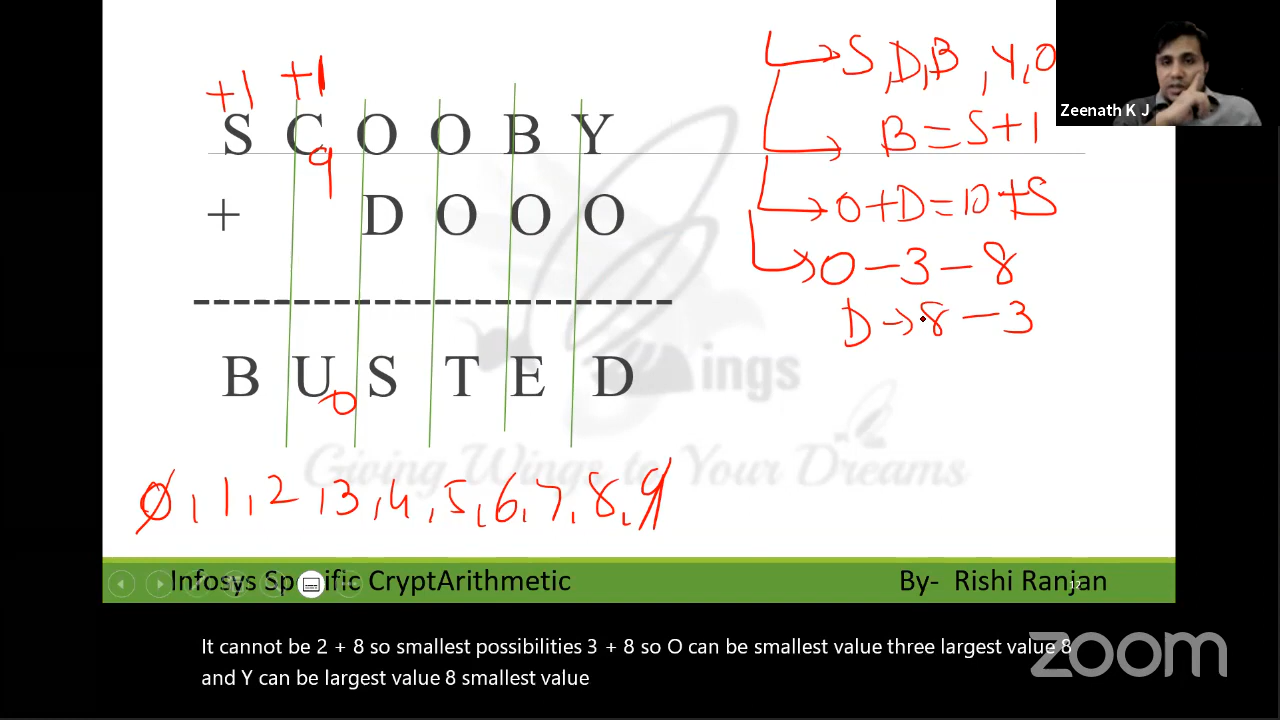 +1 +1
S C O O B Y
9
+ D O O O
B U S T E D
0
0, 1, 2, 3, 4, 5, 6, 7, 8, 9
S, D, B, Y, O
B = S + 1
O + D = 10 + S
O - 3 - 8
D → 8 - 3
Zeenath K J
wings
Giving Wings to Your Dreams
Infosys Specific CryptArithmetic
By- Rishi Ranjan
12
It cannot be 2 + 8 so smallest possibilities 3 + 8 so O can be smallest value three largest value 8
and Y can be largest value 8 smallest value
zoom